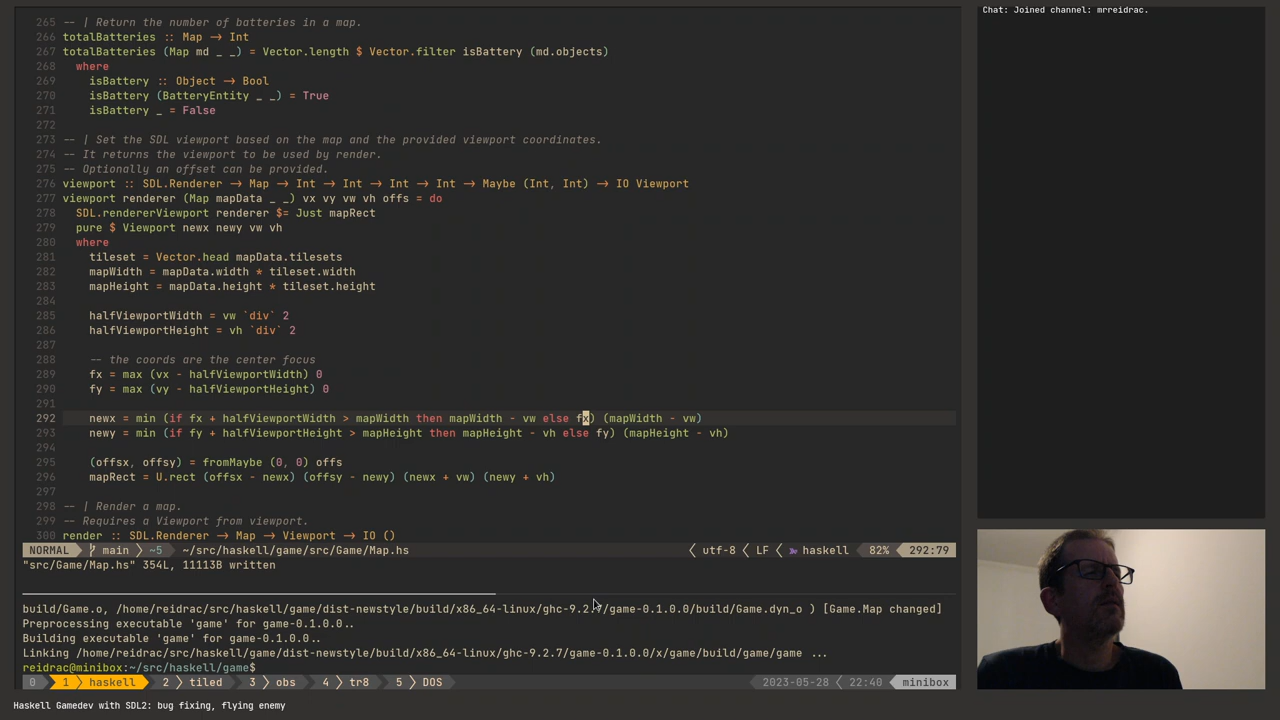 Chat: Joined channel: mrreidrac.
265 -- | Return the number of batteries in a map.
266 totalBatteries :: Map → Int
267 totalBatteries (Map md _ _) = Vector.length $ Vector.filter isBattery (md.objects)
268 where
269 isBattery :: Object → Bool
270 isBattery (BatteryEntity _ _) = True
271 isBattery _ = False
272
273 -- | Set the SDL viewport based on the map and the provided viewport coordinates.
274 -- It returns the viewport to be used by render.
275 -- Optionally an offset can be provided.
276 viewport :: SDL.Renderer → Map → Int → Int → Int → Int → Maybe (Int, Int) → IO Viewport
277 viewport renderer (Map mapData _ _) vx vy vw vh offs = do
278 SDL.rendererViewport renderer $= Just mapRect
279 pure $ Viewport newx newy vw vh
280 where
281 tileset = Vector.head mapData.tilesets
282 mapWidth = mapData.width * tileset.width
283 mapHeight = mapData.height * tileset.height
284
285 halfViewportWidth = vw `div` 2
286 halfViewportHeight = vh `div` 2
287
288 -- the coords are the center focus
289 fx = max (vx - halfViewportWidth) 0
290 fy = max (vy - halfViewportHeight) 0
291
292 newx = min (if fx + halfViewportWidth > mapWidth then mapWidth - vw else fx) (mapWidth - vw)
293 newy = min (if fy + halfViewportHeight > mapHeight then mapHeight - vh else fy) (mapHeight - vh)
294
295 (offsx, offsy) = fromMaybe (0, 0) offs
296 mapRect = U.rect (offsx - newx) (offsy - newy) (newx + vw) (newy + vh)
297
298 -- | Render a map.
299 -- Requires a Viewport from viewport.
300 render :: SDL.Renderer → Map → Viewport → IO ()
NORMAL main ~5 ~/src/haskell/game/src/Game/Map.hs utf-8 LF haskell 82% 292:79
"src/Game/Map.hs" 354L, 11113B written
build/Game.o, /home/reidrac/src/haskell/game/dist-newstyle/build/x86_64-linux/ghc-9.2.7/game-0.1.0.0/build/Game.dyn_o ) [Game.Map changed]
Preprocessing executable 'game' for game-0.1.0.0..
Building executable 'game' for game-0.1.0.0..
Linking /home/reidrac/src/haskell/game/dist-newstyle/build/x86_64-linux/ghc-9.2.7/game-0.1.0.0/x/game/build/game/game ...
reidrac@minibox:~/src/haskell/game$
0 1 haskell 2 tiled 3 obs 4 tr8 5 DOS 2023-05-28 22:40 minibox
Haskell Gamedev with SDL2: bug fixing, flying enemy